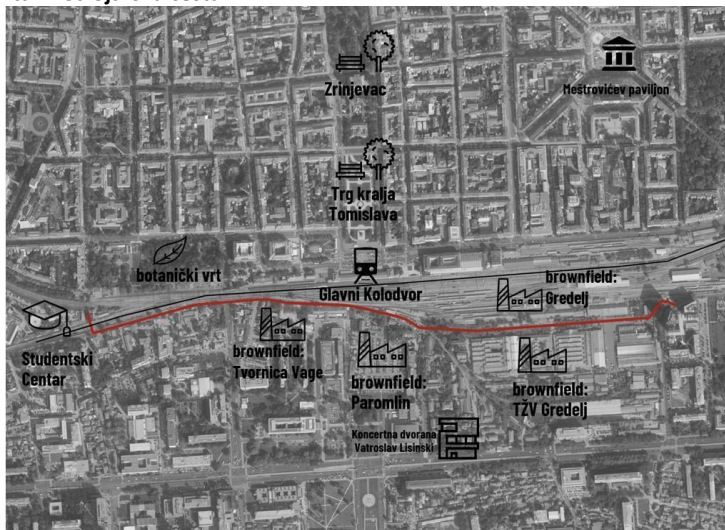 Zrinjevac
Meštrovićev paviljon
Trg kralja
Tomislava
botanički vrt
Glavni Kolodvor
brownfield:
Gredelj
Studentski
Centar
brownfield:
Tvornica Vage
brownfield:
Paromlin
brownfield:
TŽV Gredelj
Koncertna dvorana
Vatroslav Lisinski